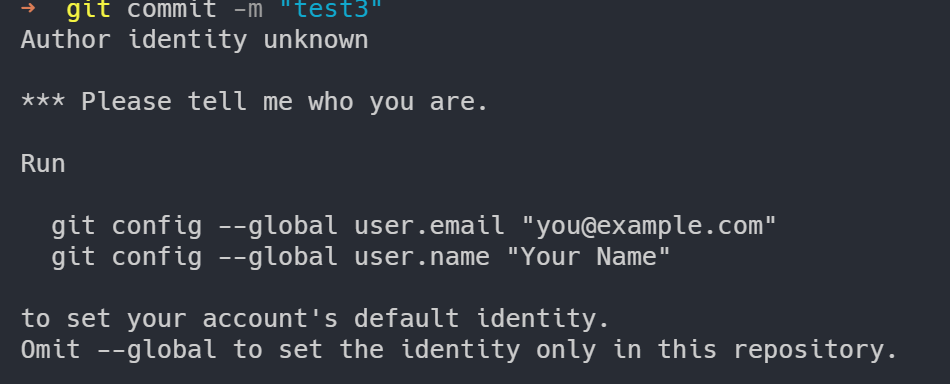 ➜  git commit -m "test3"
Author identity unknown

*** Please tell me who you are.

Run

  git config --global user.email "you@example.com"
  git config --global user.name "Your Name"

to set your account's default identity.
Omit --global to set the identity only in this repository.